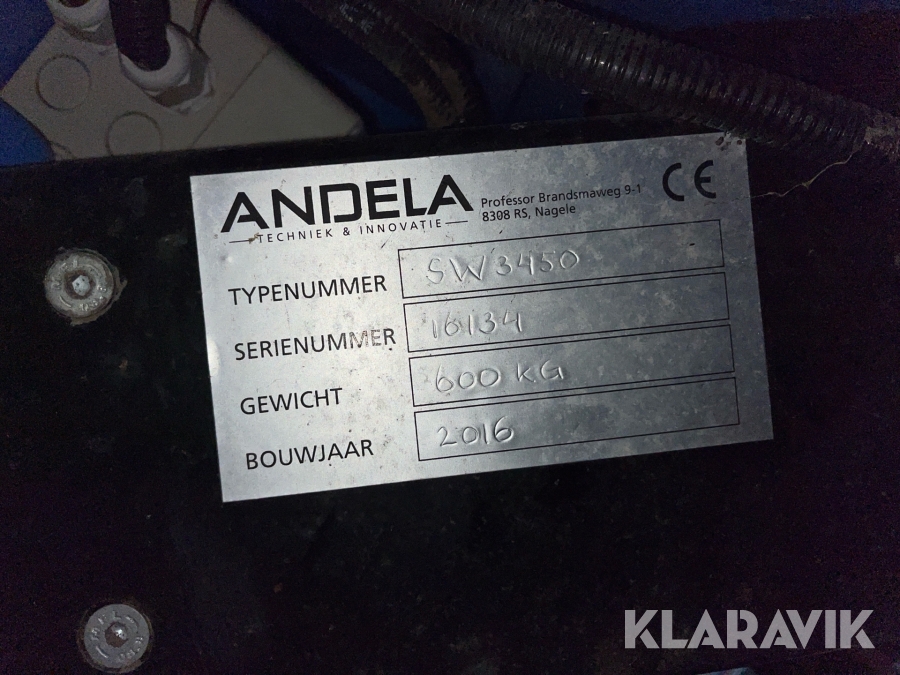 ANDELA
TECHNIEK & INNOVATIE
Professor Brandsmaweg 9-1
8308 RS, Nagele
CE
TYPENUMMER SW3450
SERIENUMMER 16134
GEWICHT 600 KG
BOUWJAAR 2016
KLARAVIK